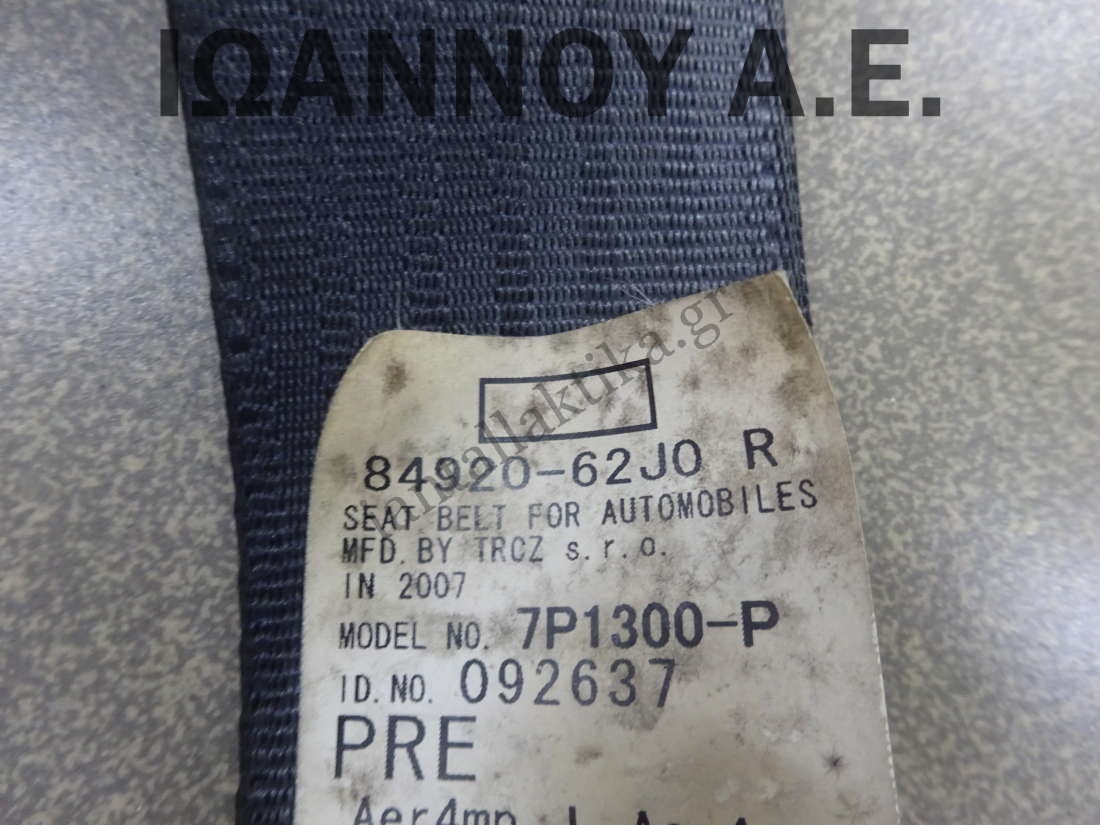 ΙΩΑΝΝΟΥ Α.Ε.
antallaktika.gr
84920-62J0 R
SEAT BELT FOR AUTOMOBILES
MFD. BY TRCZ s.r.o.
IN 2007
MODEL NO. 7P1300-P
ID.NO. 092637
PRE
Aer4mp